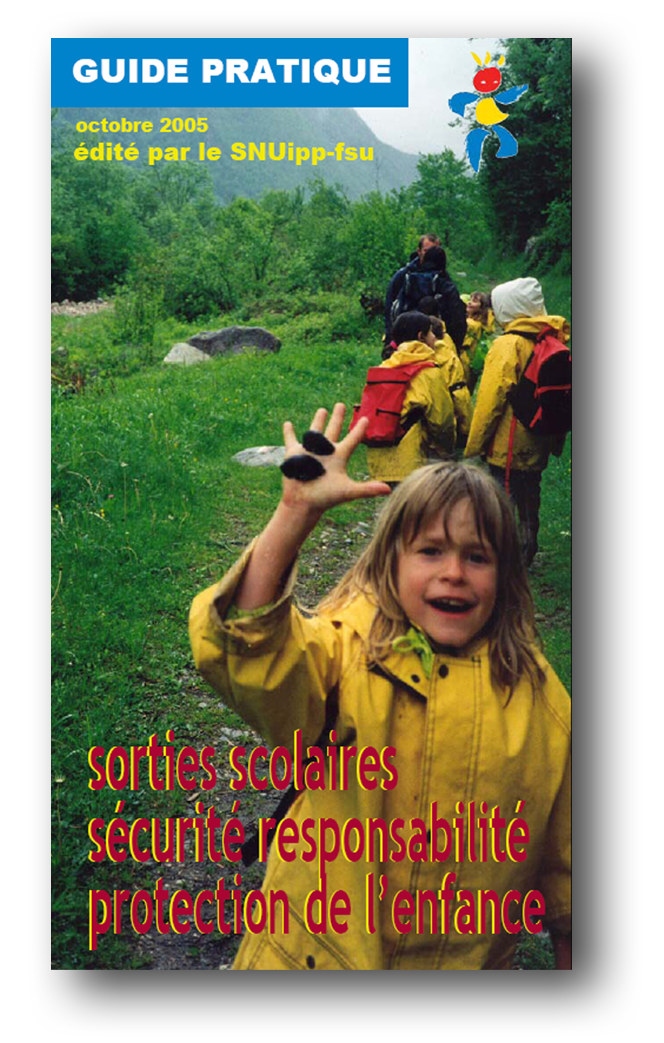 GUIDE PRATIQUE
octobre 2005
édité par le SNUipp-fsu
sorties scolaires
sécurité responsabilité
protection de l'enfance